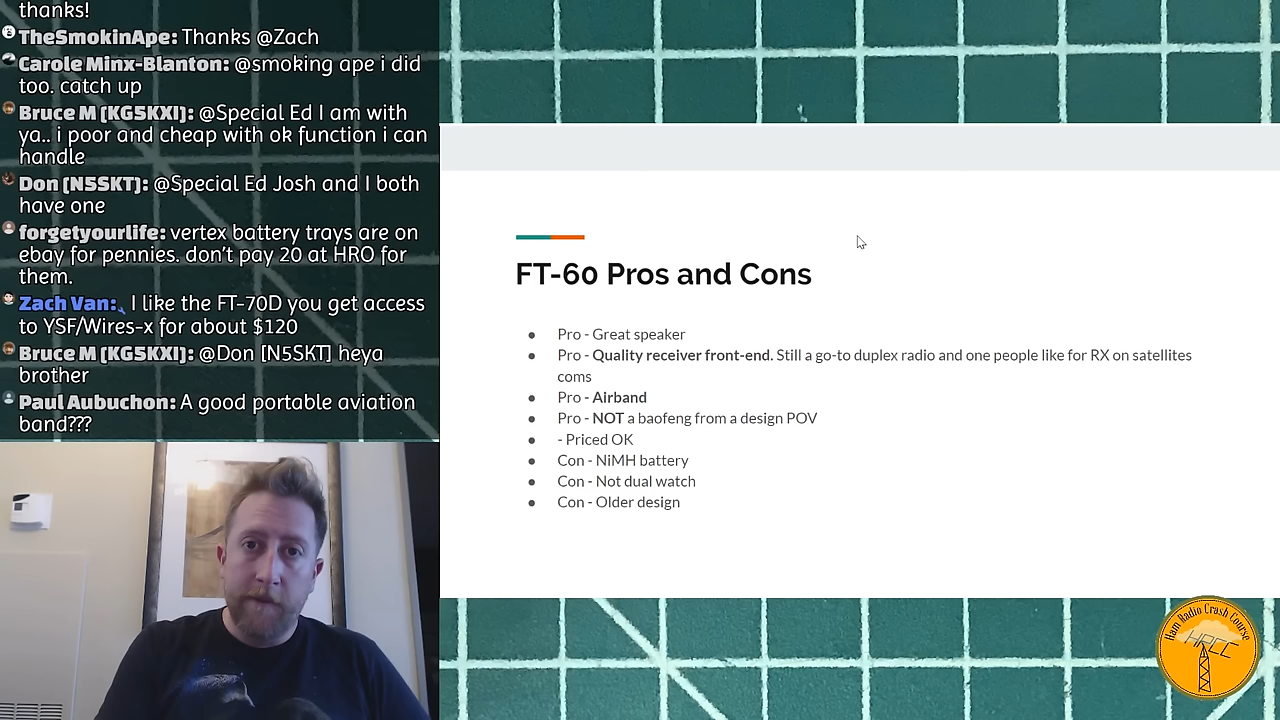 thanks!
TheSmokinApe: Thanks @Zach
Carole Minx-Blanton: @smoking ape i did
too. catch up
Bruce M [KG5KXI]: @Special Ed I am with
ya.. i poor and cheap with ok function i can
handle
Don [N5SKT]: @Special Ed Josh and I both
have one
forgetyourlife: vertex battery trays are on
ebay for pennies. don't pay 20 at HRO for
them.
Zach Van: I like the FT-70D you get access
to YSF/Wires-x for about $120
Bruce M [KG5KXI]: @Don [N5SKT] heya
brother
Paul Aubuchon: A good portable aviation
band???
FT-60 Pros and Cons
● Pro - Great speaker
● Pro - Quality receiver front-end. Still a go-to duplex radio and one people like for RX on satellites
coms
● Pro - Airband
● Pro - NOT a baofeng from a design POV
● - Priced OK
● Con - NiMH battery
● Con - Not dual watch
● Con - Older design
Ham Radio Crash Course
HRCC